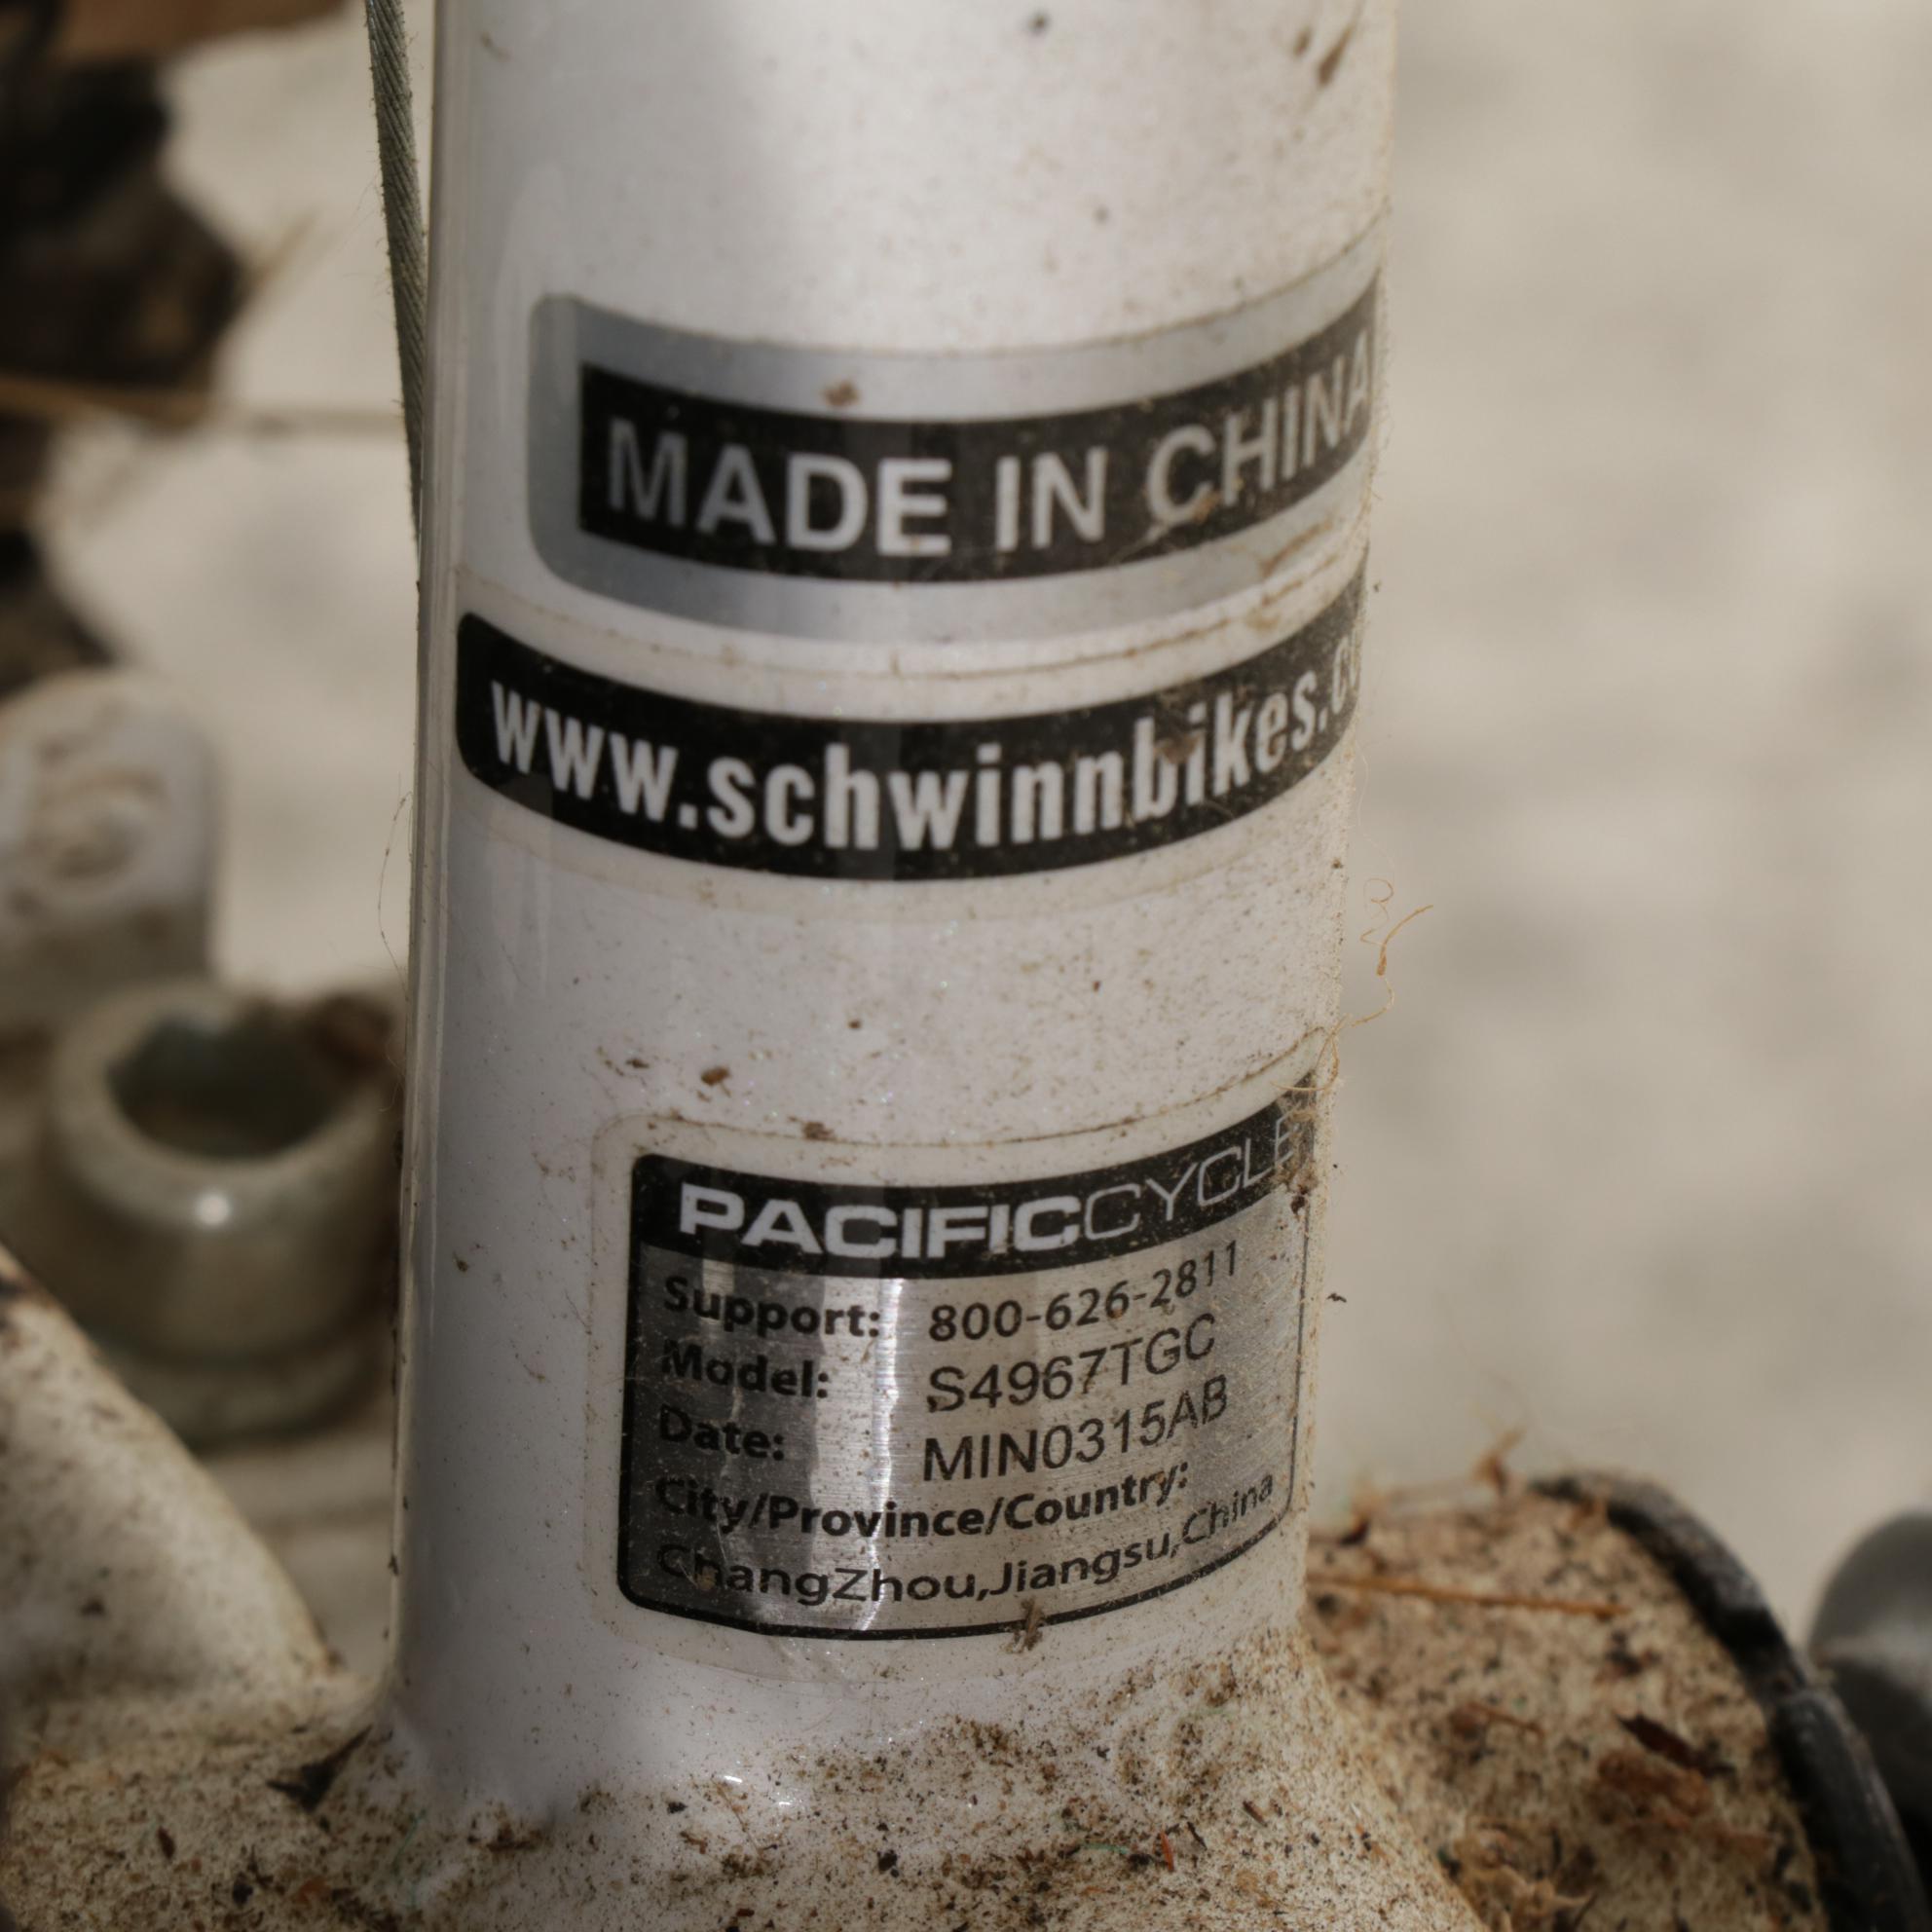 MADE IN CHINA
www.schwinnbikes.c
PACIFICCYCLE
Support: 800-626-2811
Model: S4967TGC
Date: MIN0315AB
City/Province/Country:
ChangZhou,Jiangsu,China